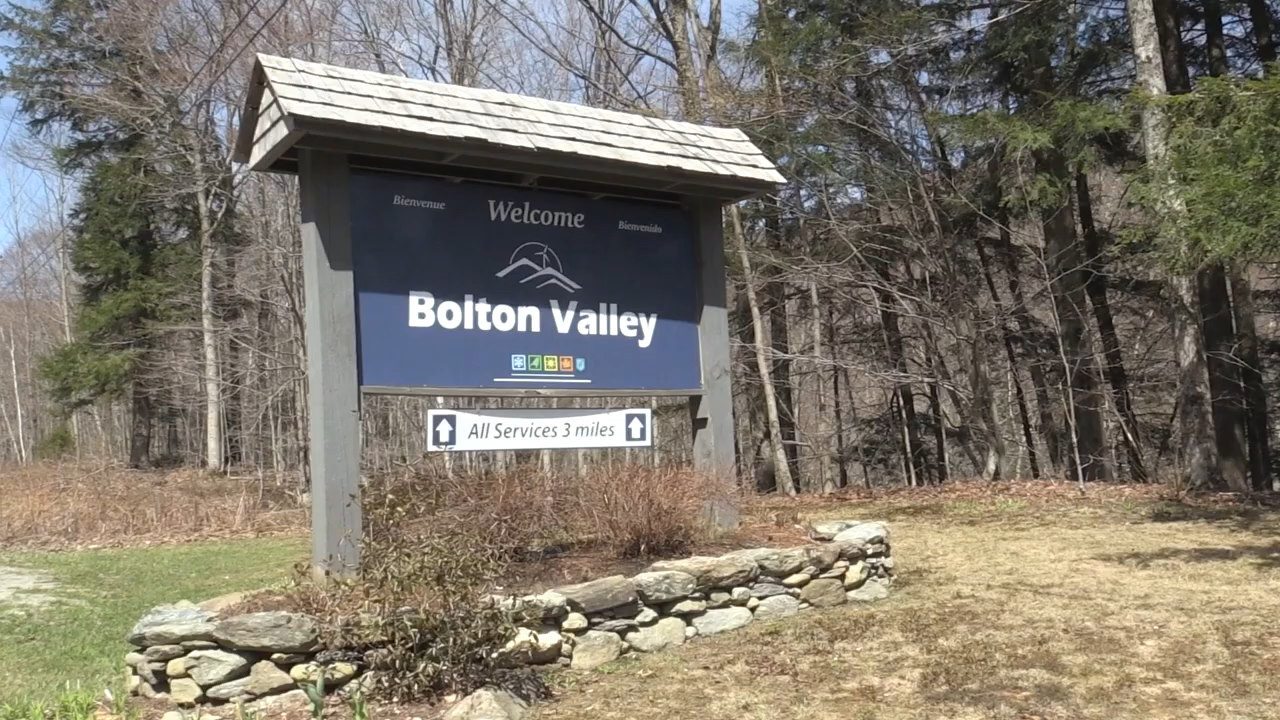 Bienvenue
Welcome
Bienvenido
Bolton Valley
All Services 3 miles